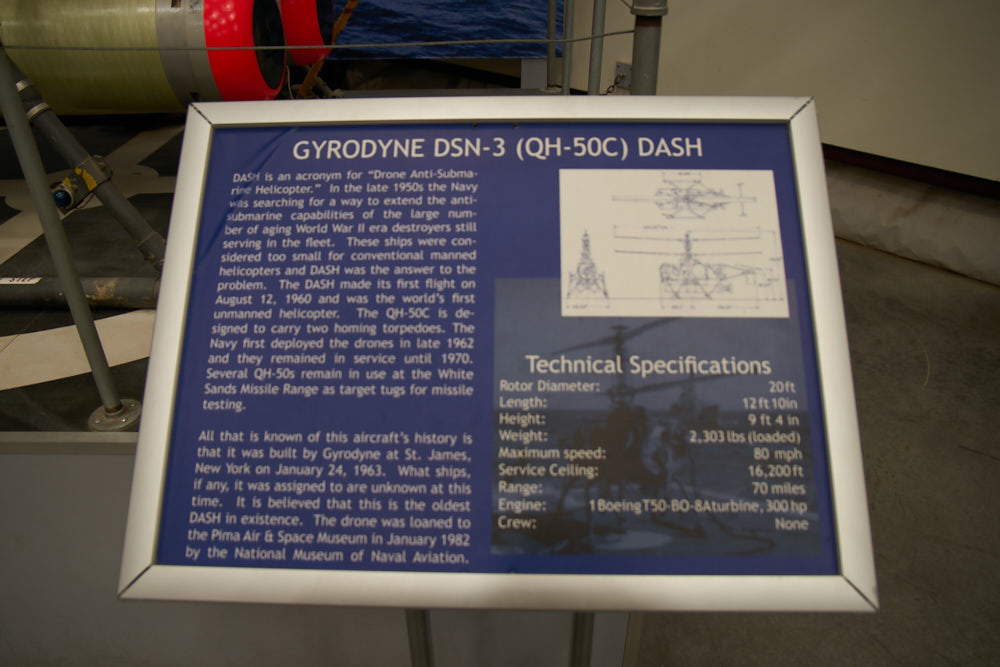 GYRODYNE DSN-3 (QH-50C) DASH
DASH is an acronym for "Drone Anti-Subma-
rine Helicopter." In the late 1950s the Navy
was searching for a way to extend the anti-
submarine capabilities of the large num-
ber of aging World War II era destroyers still
serving in the fleet. These ships were con-
sidered too small for conventional manned
helicopters and DASH was the answer to the
problem. The DASH made its first flight on
August 12, 1960 and was the world's first
unmanned helicopter. The QH-50C is de-
signed to carry two homing torpedoes. The
Navy first deployed the drones in late 1962
and they remained in service until 1970.
Several QH-50s remain in use at the White
Sands Missile Range as target tugs for missile
testing.
All that is known of this aircraft's history is
that it was built by Gyrodyne at St. James,
New York on January 24, 1963. What ships,
if any, it was assigned to are unknown at this
time. It is believed that this is the oldest
DASH in existence. The drone was loaned to
the Pima Air & Space Museum in January 1982
by the National Museum of Naval Aviation.
Technical Specifications
Rotor Diameter: 20ft
Length: 12 ft 10in
Height: 9 ft 4 in
Weight: 2,303 lbs (loaded)
Maximum speed: 80 mph
Service Ceiling: 16,200 ft
Range: 70 miles
Engine: 1 Boeing T50-BO-8A turbine, 300 hp
Crew: None
STEP